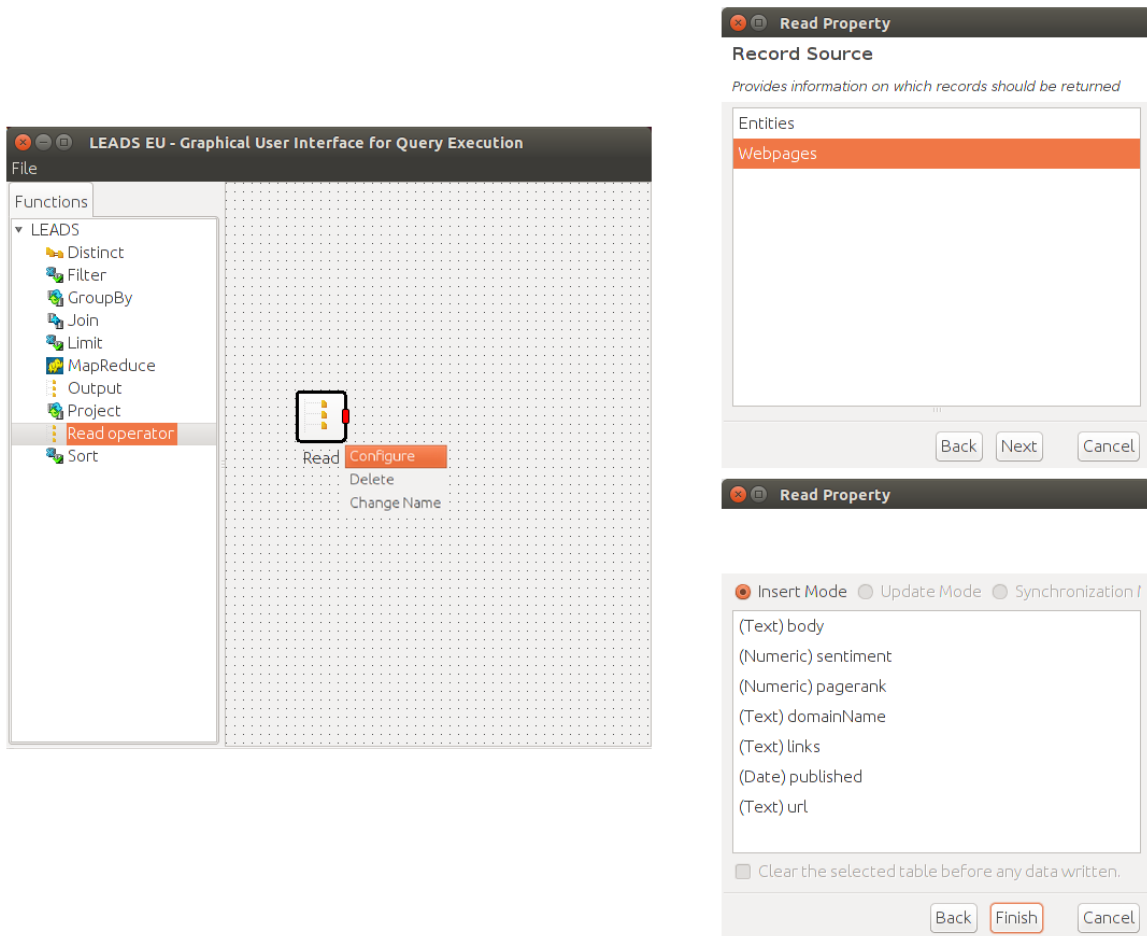 LEADS EU - Graphical User Interface for Query Execution
File
Functions
LEADS
Distinct
Filter
GroupBy
Join
Limit
MapReduce
Output
Project
Read operator
Sort
Read
Configure
Delete
Change Name
Read Property
Record Source
Provides information on which records should be returned
Entities
Webpages
Back Next Cancel
Read Property
Insert Mode Update Mode Synchronization
(Text) body
(Numeric) sentiment
(Numeric) pagerank
(Text) domainName
(Text) links
(Date) published
(Text) url
Clear the selected table before any data written.
Back Finish Cancel